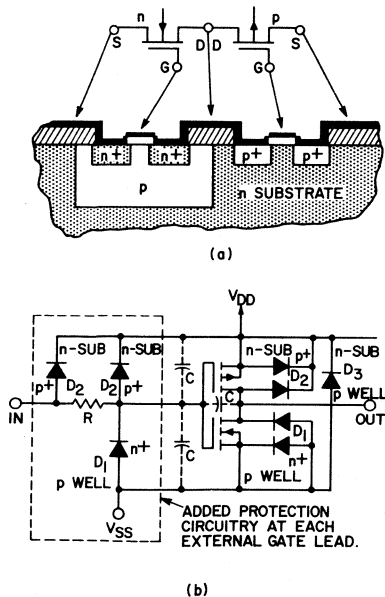 n p
S D D S
G G
n+ n+ p+ p+
p n SUBSTRATE
(a)
VDD
n-SUB n-SUB n-SUB p+
D2 D2 C D2 D3
p+ p+ p WELL
IN R C OUT
n+ D1
D1 C n+
p WELL p WELL
VSS
ADDED PROTECTION
CIRCUITRY AT EACH
EXTERNAL GATE LEAD.
(b)